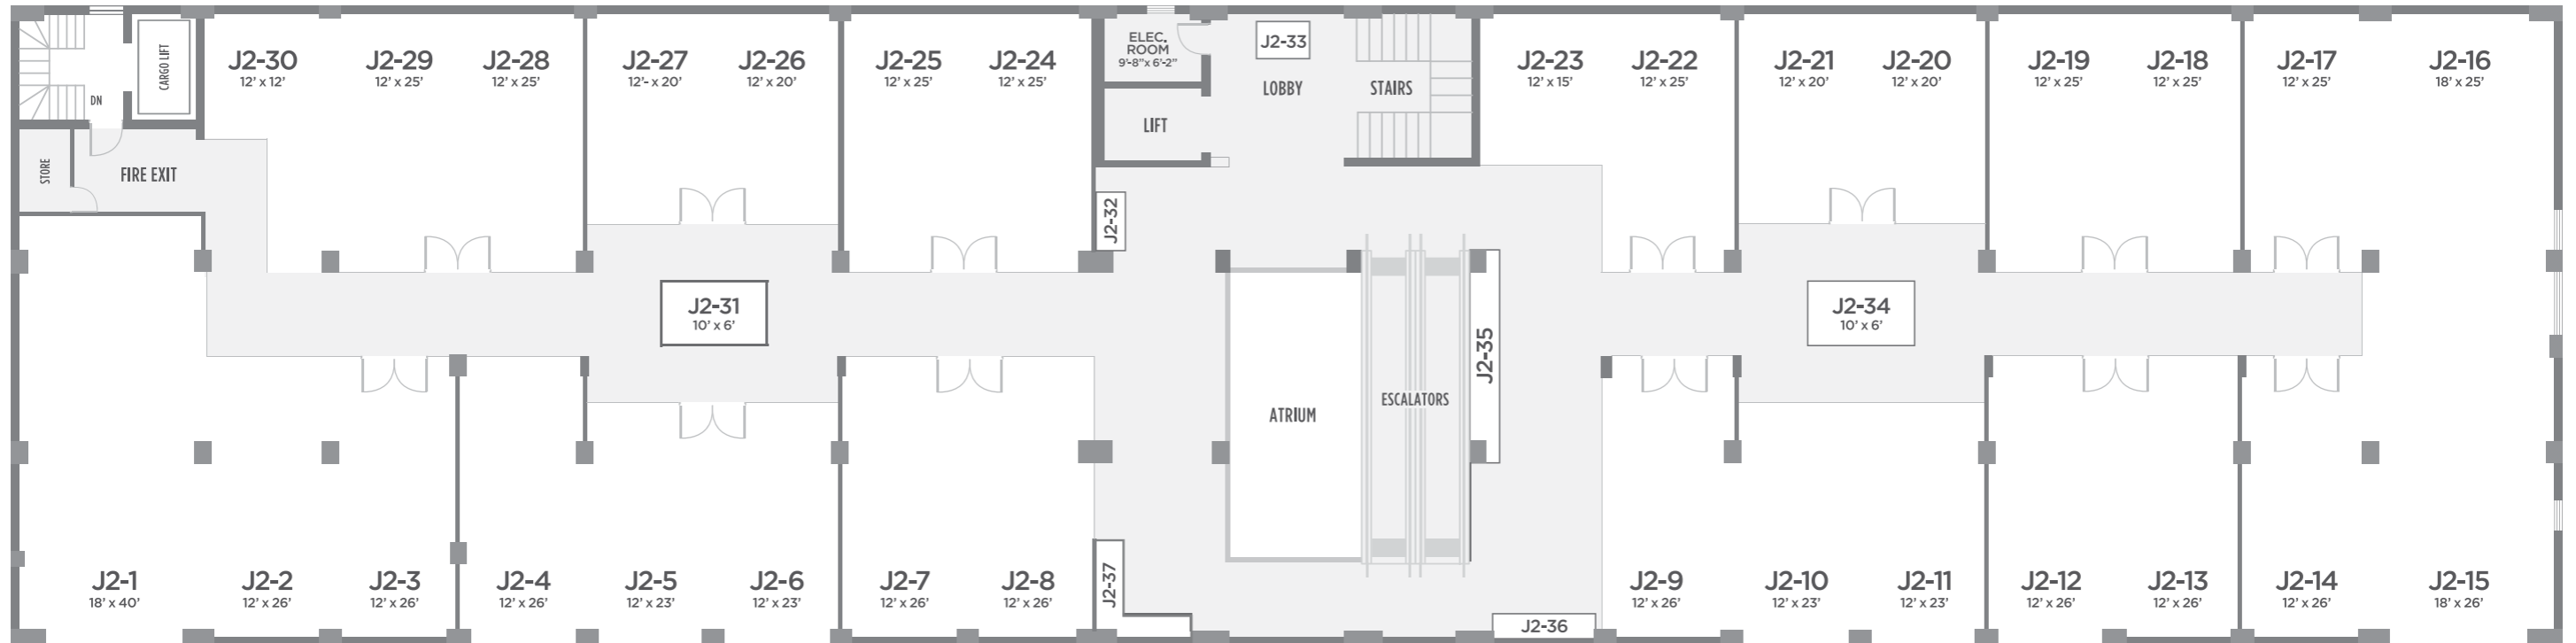 CARGO LIFT
DN
J2-30
12' x 12'
J2-29
12' x 25'
J2-28
12' x 25'
J2-27
12'- x 20'
J2-26
12' x 20'
J2-25
12' x 25'
J2-24
12' x 25'
ELEC.
ROOM
9'-8"x 6'-2"
J2-33
LOBBY
STAIRS
LIFT
J2-23
12' x 15'
J2-22
12' x 25'
J2-21
12' x 20'
J2-20
12' x 20'
J2-19
12' x 25'
J2-18
12' x 25'
J2-17
12' x 25'
J2-16
18' x 25'
STORE
FIRE EXIT
J2-32
J2-31
10' x 6'
J2-34
10' x 6'
J2-35
ATRIUM
ESCALATORS
J2-1
18' x 40'
J2-2
12' x 26'
J2-3
12' x 26'
J2-4
12' x 26'
J2-5
12' x 23'
J2-6
12' x 23'
J2-7
12' x 26'
J2-8
12' x 26'
J2-37
J2-36
J2-9
12' x 26'
J2-10
12' x 23'
J2-11
12' x 23'
J2-12
12' x 26'
J2-13
12' x 26'
J2-14
12' x 26'
J2-15
18' x 26'